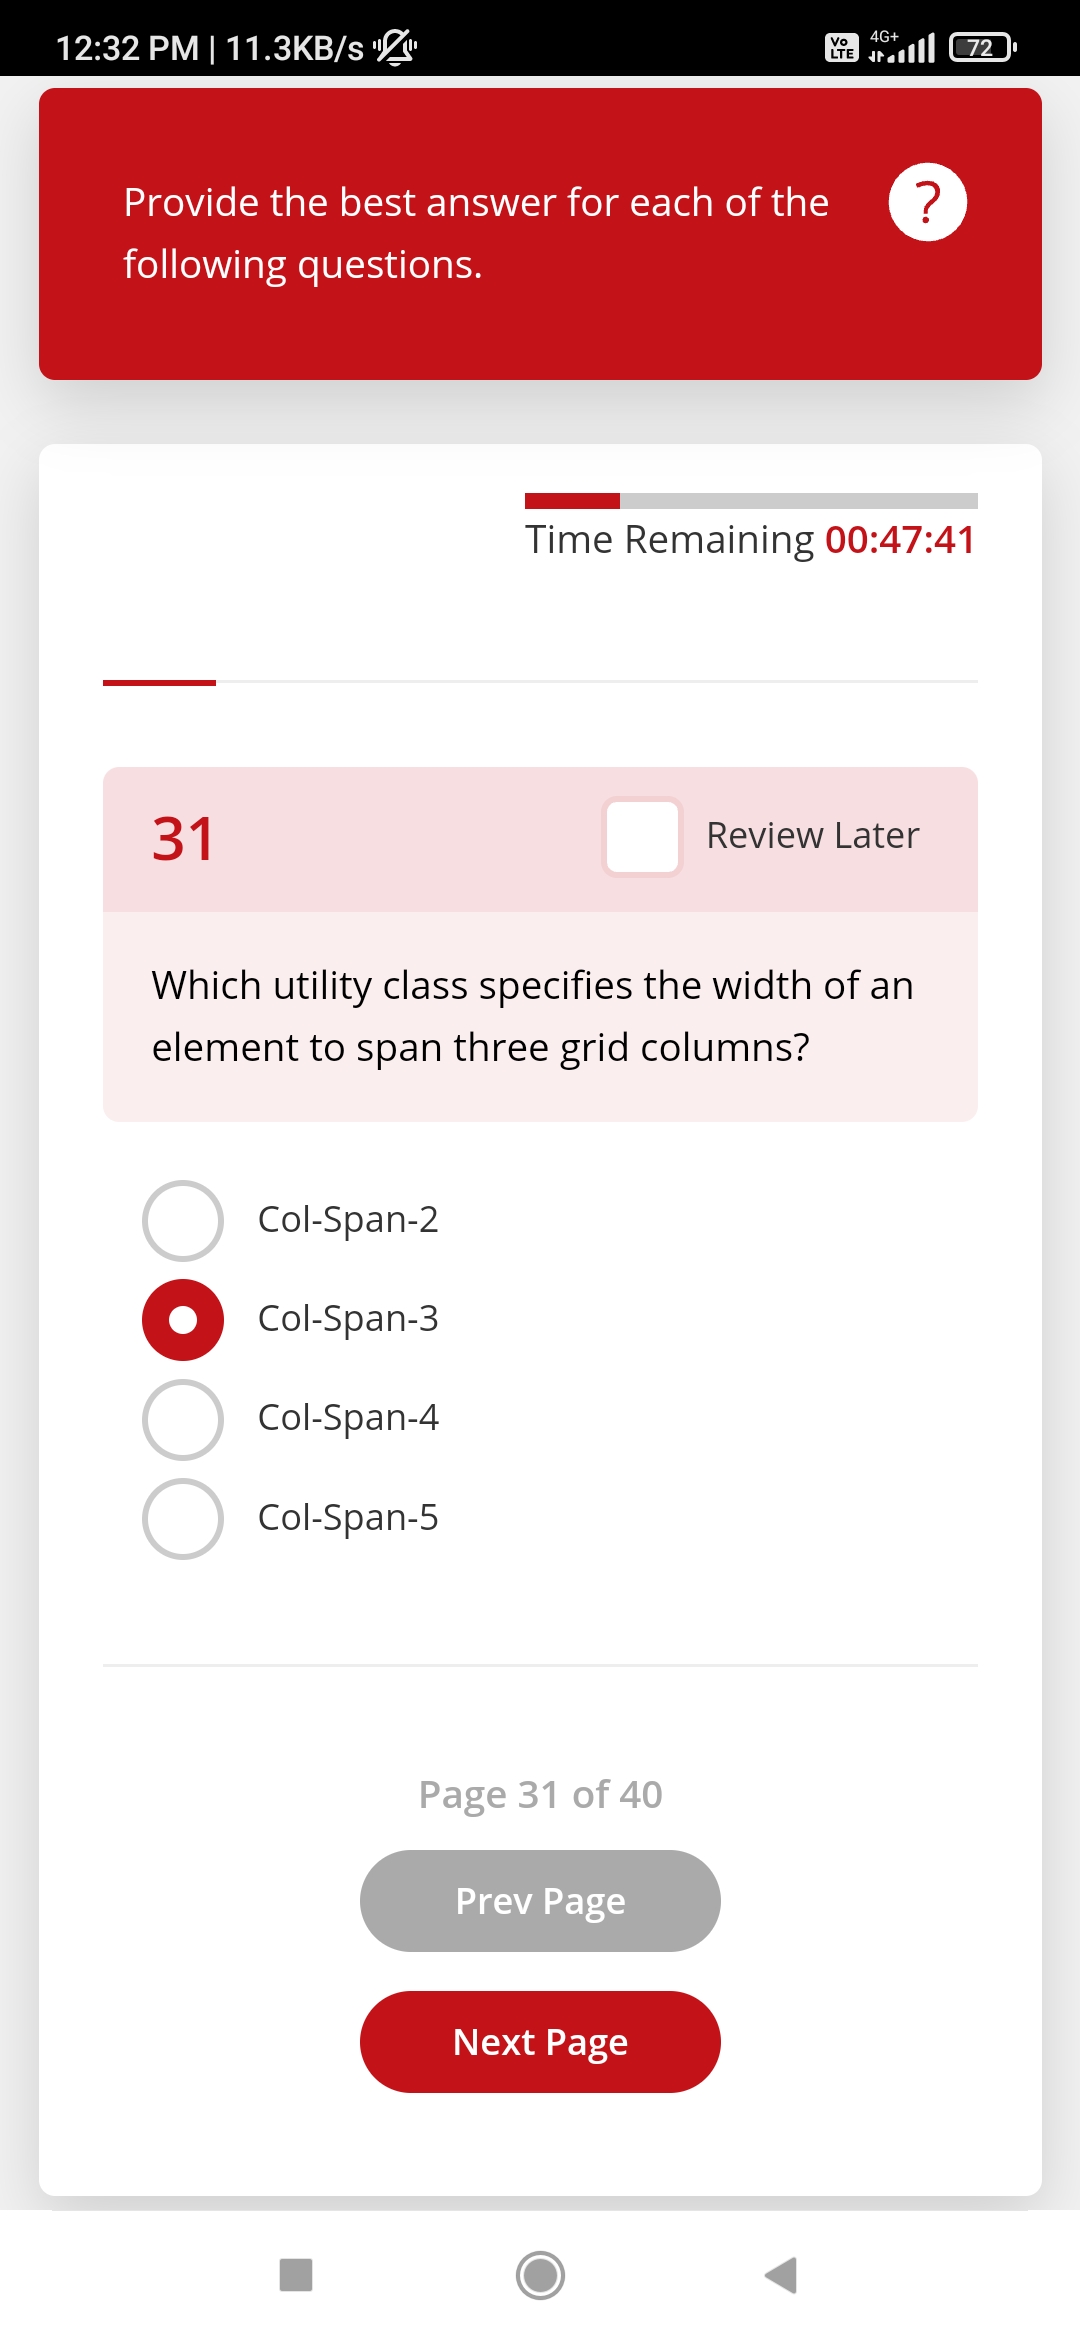 12:32 PM | 11.3KB/s
Vo LTE 4G+ 72
Provide the best answer for each of the
following questions.
?
Time Remaining 00:47:41
31
Review Later
Which utility class specifies the width of an
element to span three grid columns?
Col-Span-2
Col-Span-3
Col-Span-4
Col-Span-5
Page 31 of 40
Prev Page
Next Page